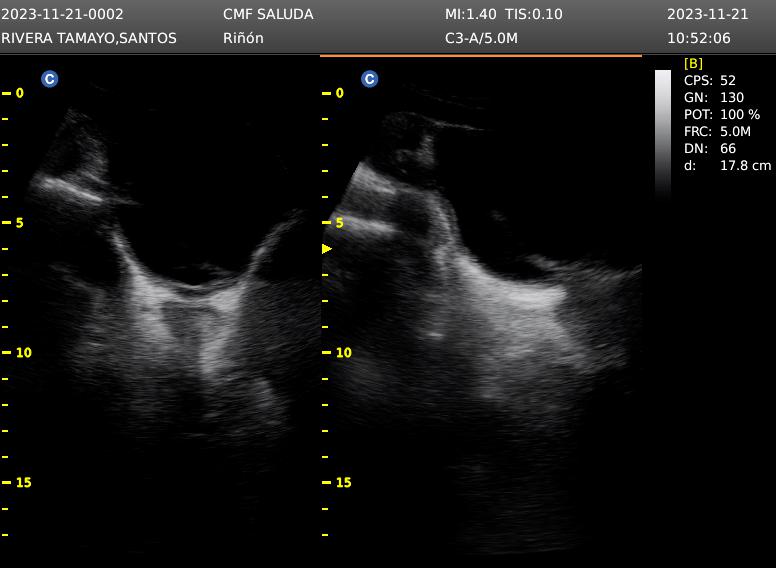 2023-11-21-0002 CMF SALUDA MI:1.40 TIS:0.10 2023-11-21
RIVERA TAMAYO,SANTOS Riñón C3-A/5.0M 10:52:06
[B]
CPS: 52
GN: 130
POT: 100 %
FRC: 5.0M
DN: 66
d: 17.8 cm
C
0
5
10
15
C
0
5
10
15